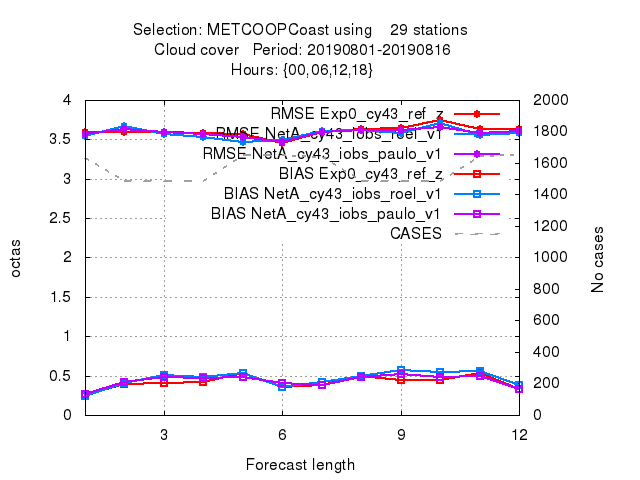 Selection: METCOOPCoast using 29 stations
Cloud cover Period: 20190801-20190816
Hours: {00,06,12,18}
4
3.5
3
2.5
2
1.5
1
0.5
0
octas
RMSE Exp0_cy43_ref_z
RMSE NetA_cy43_iobs_roel_v1
RMSE NetA_cy43_iobs_paulo_v1
BIAS Exp0_cy43_ref_z
BIAS NetA_cy43_iobs_roel_v1
BIAS NetA_cy43_iobs_paulo_v1
CASES
2000
1800
1600
1400
1200
1000
800
600
400
200
0
No cases
3 6 9 12
Forecast length